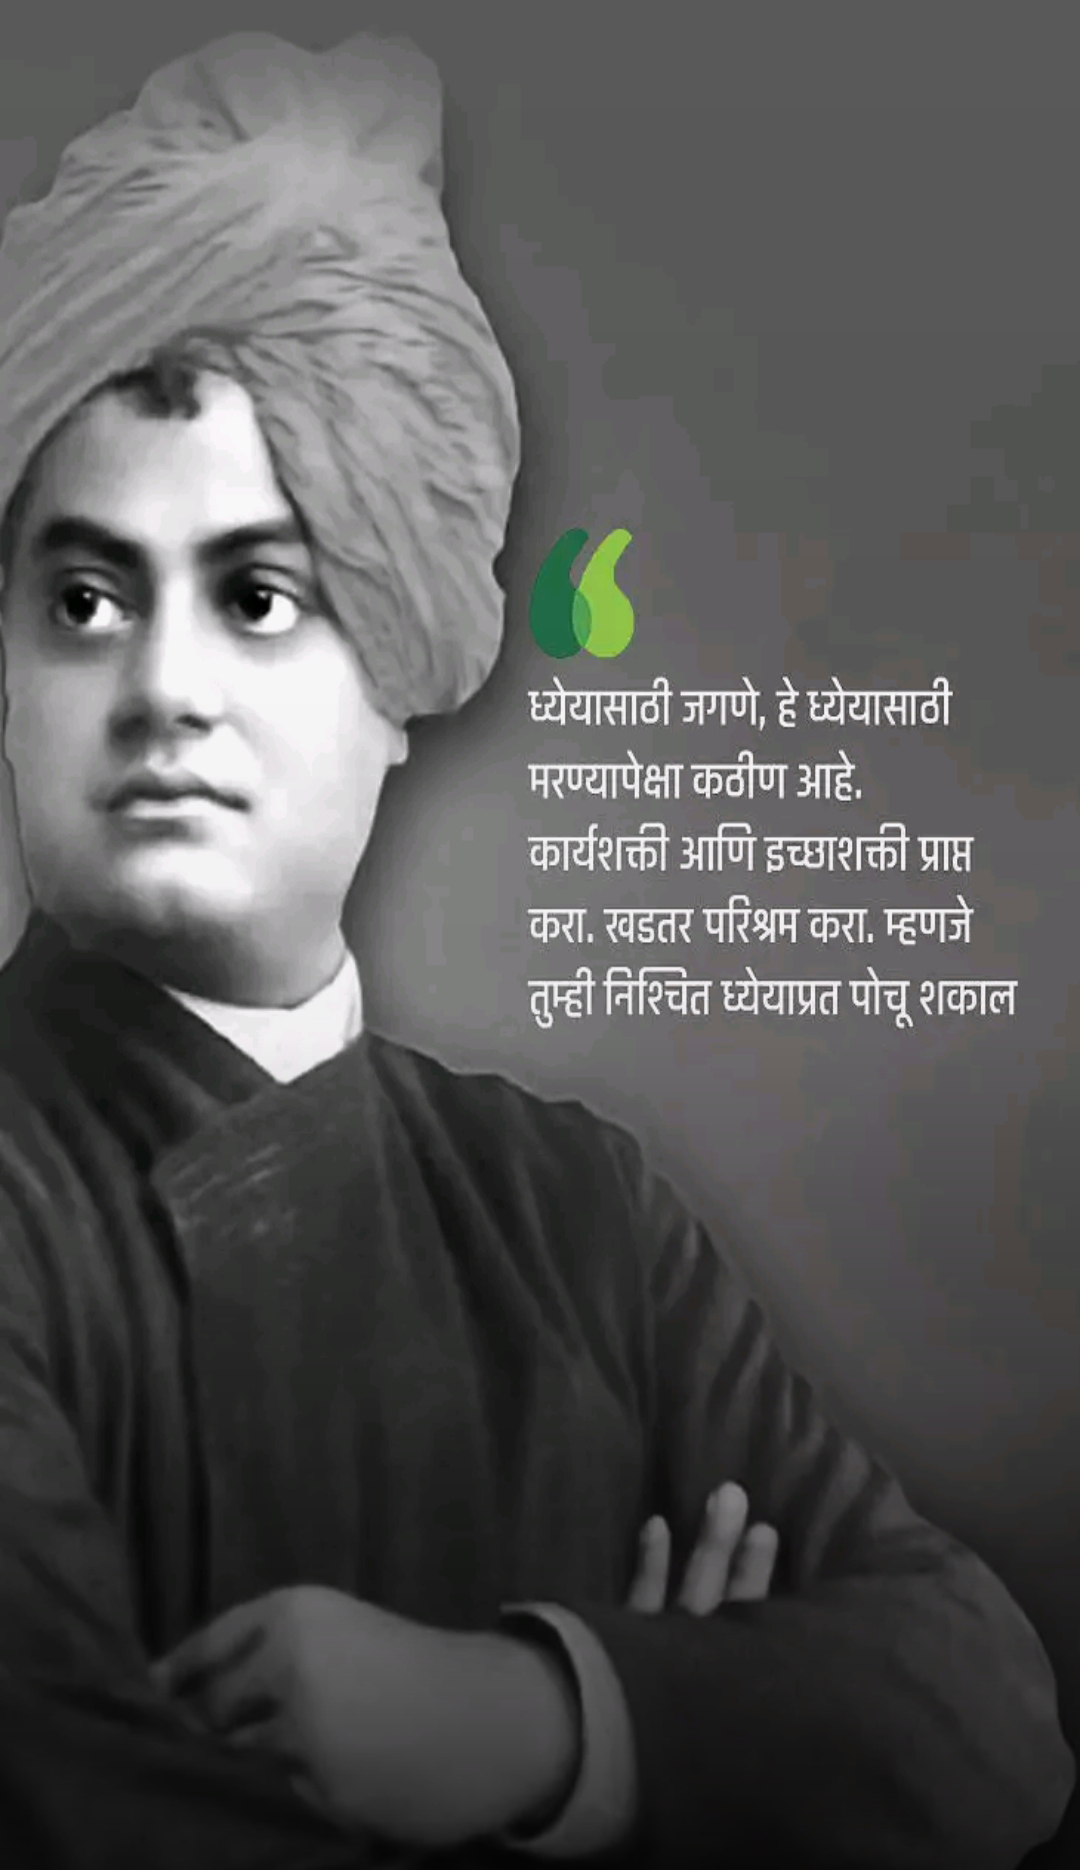 ध्येयासाठी जगणे, हे ध्येयासाठी
मरण्यापेक्षा कठीण आहे.
कार्यशक्ती आणि इच्छाशक्ती प्राप्त
करा. खडतर परिश्रम करा. म्हणजे
तुम्ही निश्चित ध्येयाप्रत पोचू शकाल